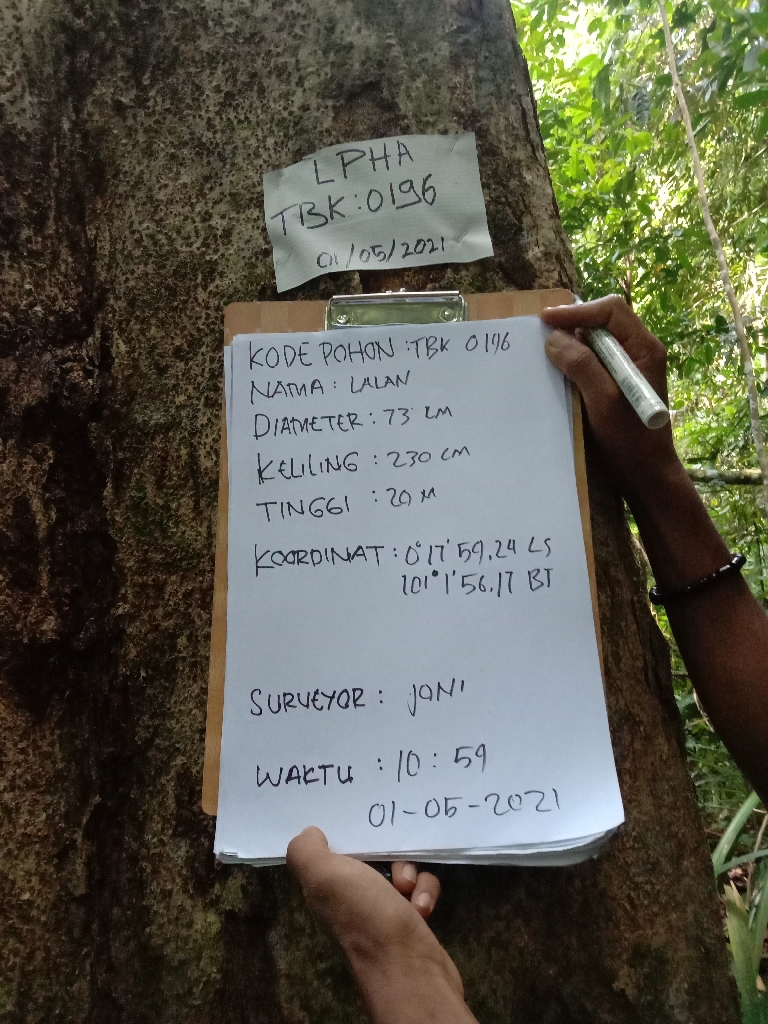 LPHA
TBK:0196
01/05/2021
KODE POHON :TBK 0196
NAMA : LALAN
DIAMETER : 73 CM
KELILING : 230 CM
TINGGI : 20 M
KOORDINAT : 0°17'59.24 LS
101°1'56.17 BT
SURVEYOR : JONI
WAKTU : 10 : 59
01-05-2021